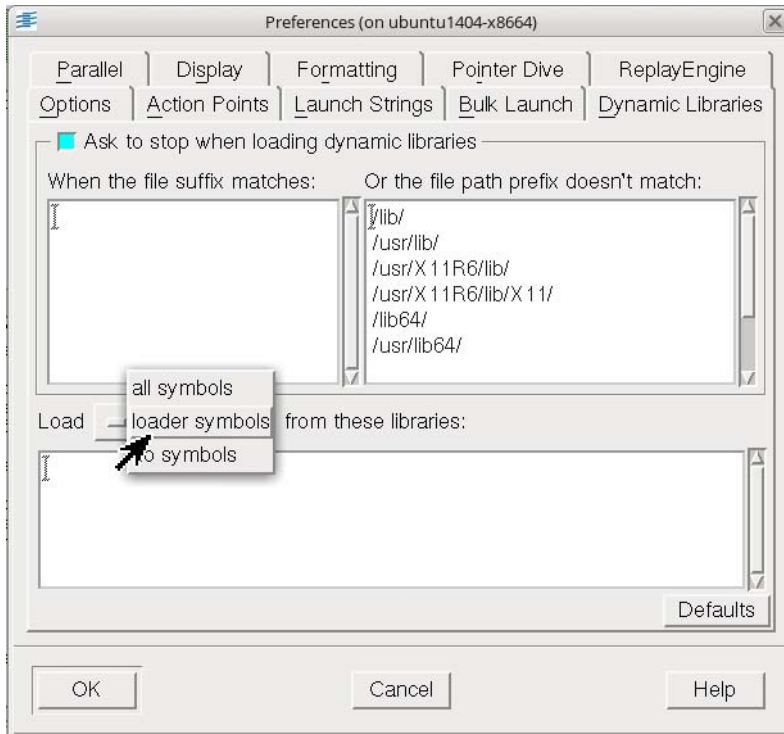 Preferences (on ubuntu1404-x8664)
Parallel Display Formatting Pointer Dive ReplayEngine
Options Action Points Launch Strings Bulk Launch Dynamic Libraries
Ask to stop when loading dynamic libraries
When the file suffix matches: Or the file path prefix doesn't match:
/lib/
/usr/lib/
/usr/X11R6/lib/
/usr/X11R6/lib/X11/
/lib64/
/usr/lib64/
all symbols
Load loader symbols from these libraries:
no symbols
Defaults
OK Cancel Help